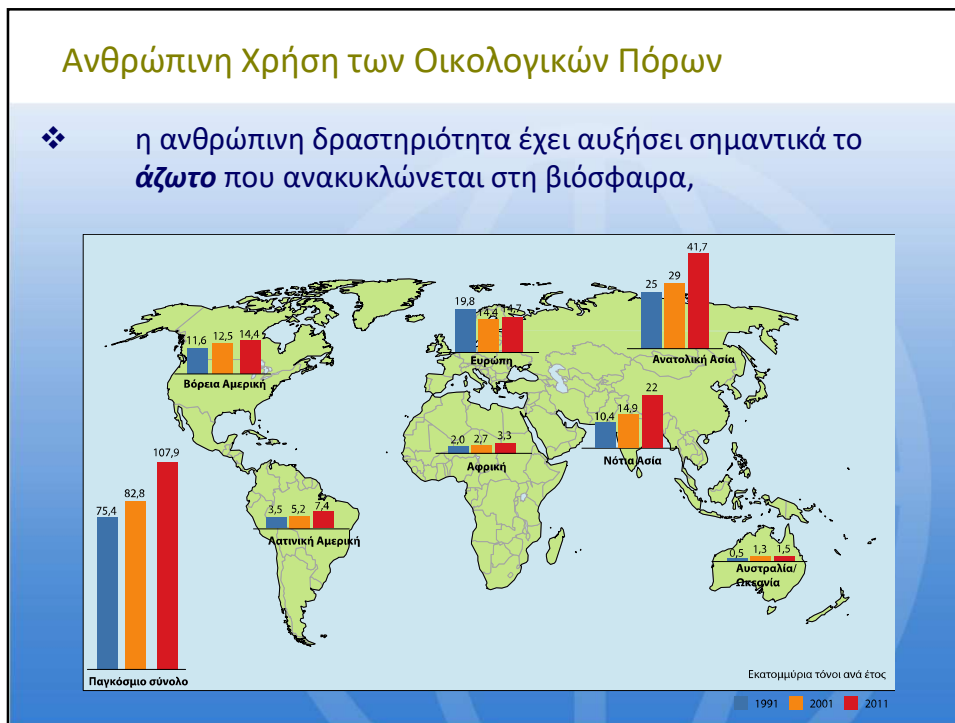 Ανθρώπινη Χρήση των Οικολογικών Πόρων
❖ η ανθρώπινη δραστηριότητα έχει αυξήσει σημαντικά το
άζωτο που ανακυκλώνεται στη βιόσφαιρα,
41,7
29
25
19,8
14,4
14,7
Ευρώπη
Ανατολική Ασία
11,6
12,5
14,4
Βόρεια Αμερική
22
14,9
10,4
Νότια Ασία
2,0
2,7
3,3
Αφρική
107,9
82,8
75,4
Παγκόσμιο σύνολο
3,5
5,2
7,4
Λατινική Αμερική
0,5
1,3
1,5
Αυστραλία/
Ωκεανία
Εκατομμύρια τόνοι ανά έτος
1991 2001 2011